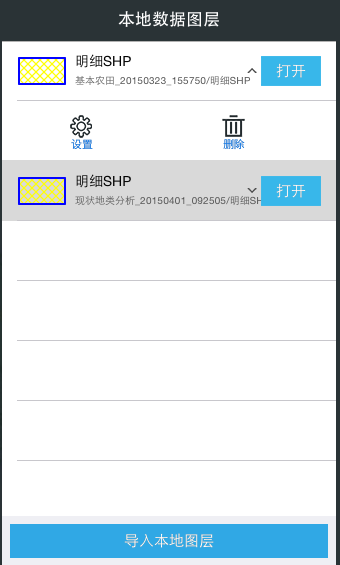 本地数据图层
明细SHP
基本农田_20150323_155750/明细SHP
打开
设置
删除
明细SHP
现状地类分析_20150401_092505/明细SH
打开
导入本地图层